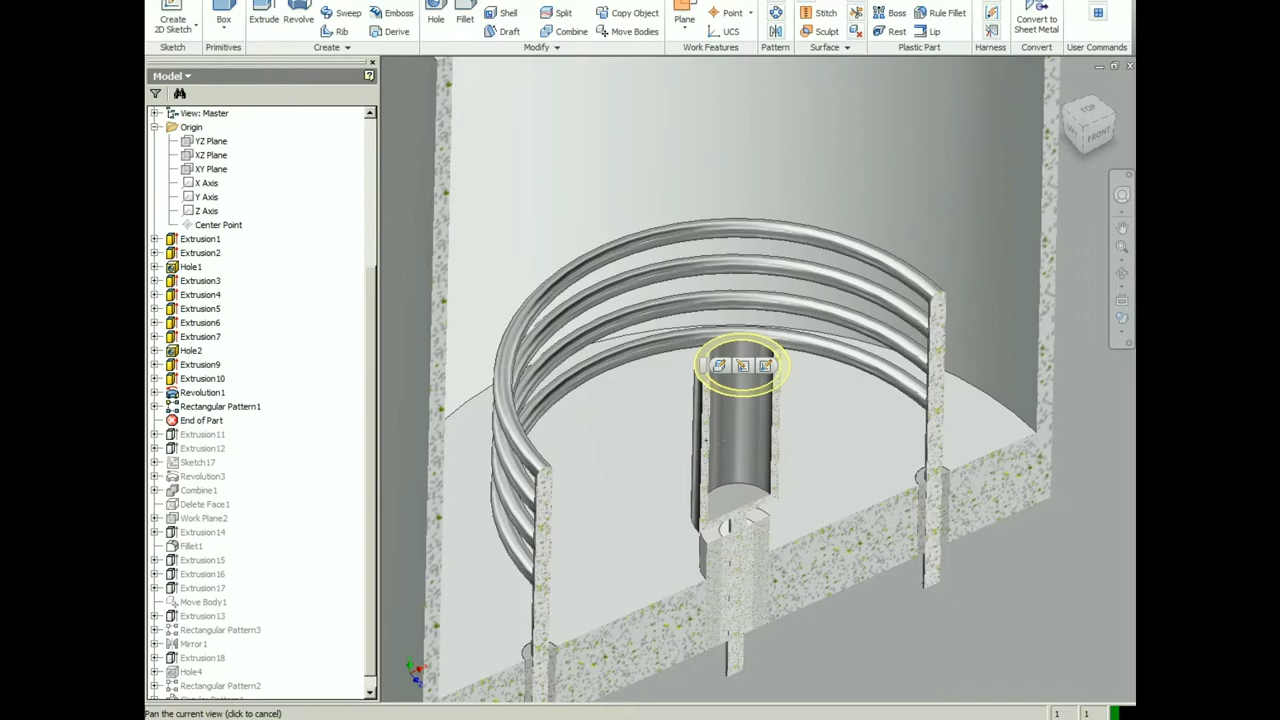 Create
2D Sketch
Box
Extrude
Revolve
Sweep
Emboss
Rib
Derive
Hole
Fillet
Shell
Split
Copy Object
Draft
Combine
Move Bodies
Plane
Point
UCS
Stitch
Sculpt
Boss
Rule Fillet
Rest
Lip
Convert to
Sheet Metal
Sketch
Primitives
Create
Modify
Work Features
Pattern
Surface
Plastic Part
Harness
Convert
User Commands
Model
View: Master
Origin
YZ Plane
XZ Plane
XY Plane
X Axis
Y Axis
Z Axis
Center Point
Extrusion1
Extrusion2
Hole1
Extrusion3
Extrusion4
Extrusion5
Extrusion6
Extrusion7
Hole2
Extrusion9
Extrusion10
Revolution1
Rectangular Pattern1
End of Part
Extrusion11
Extrusion12
Sketch17
Revolution3
Combine1
Delete Face1
Work Plane2
Extrusion14
Fillet1
Extrusion15
Extrusion16
Extrusion17
Move Body1
Extrusion13
Rectangular Pattern3
Mirror1
Extrusion18
Hole4
Rectangular Pattern2
TOP
FRONT
Pan the current view (click to cancel)
1
1